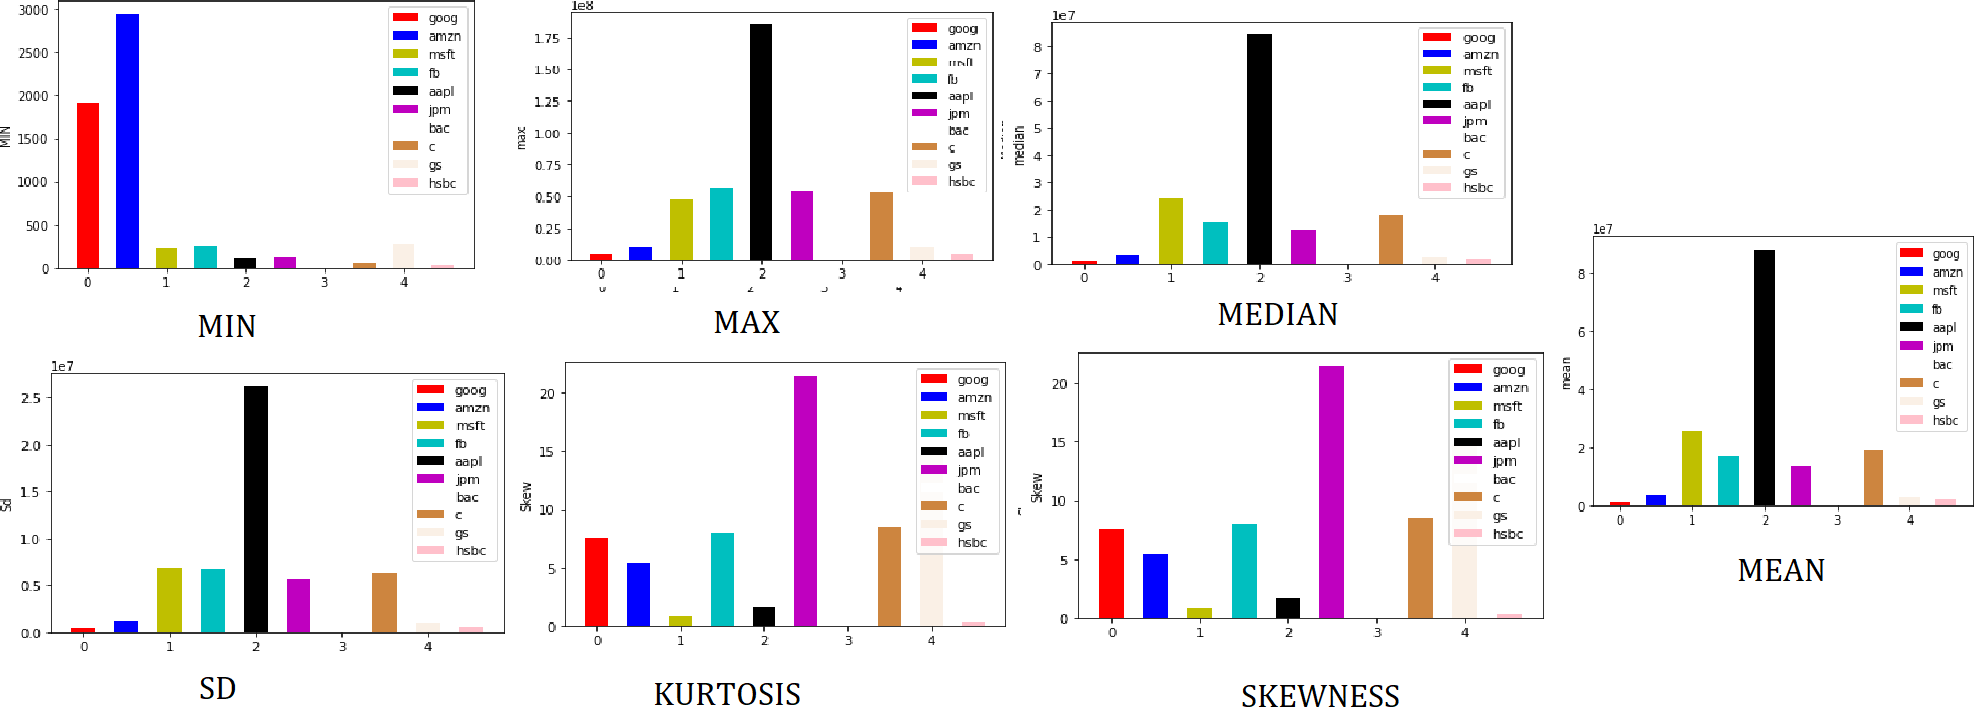 3000
2500
2000
1500
1000
500
0
MIN
0 1 2 3 4
goog
amzn
msft
fb
aapl
jpm
bac
c
gs
hsbc
MIN
1e8
1.75
1.50
1.25
1.00
0.75
0.50
0.25
0.00
maxc
0 1 2 3 4
0 1 2 3 4
goog
amzn
msft
fb
aapl
jpm
bac
c
gs
hsbc
MAX
1e7
8
7
6
5
4
3
2
1
0
median
0 1 2 3 4
goog
amzn
msft
fb
aapl
jpm
bac
c
gs
hsbc
MEDIAN
1e7
8
6
4
2
0
mean
0 1 2 3 4
goog
amzn
msft
fb
aapl
jpm
bac
c
gs
hsbc
MEAN
1e7
2.5
2.0
1.5
1.0
0.5
0.0
Sd
0 1 2 3 4
goog
amzn
msft
fb
aapl
jpm
bac
c
gs
hsbc
SD
20
15
10
5
0
Skew
0 1 2 3 4
goog
amzn
msft
fb
aapl
jpm
bac
c
gs
hsbc
KURTOSIS
20
15
10
5
0
Skew
0 1 2 3 4
goog
amzn
msft
fb
aapl
jpm
bac
c
gs
hsbc
SKEWNESS